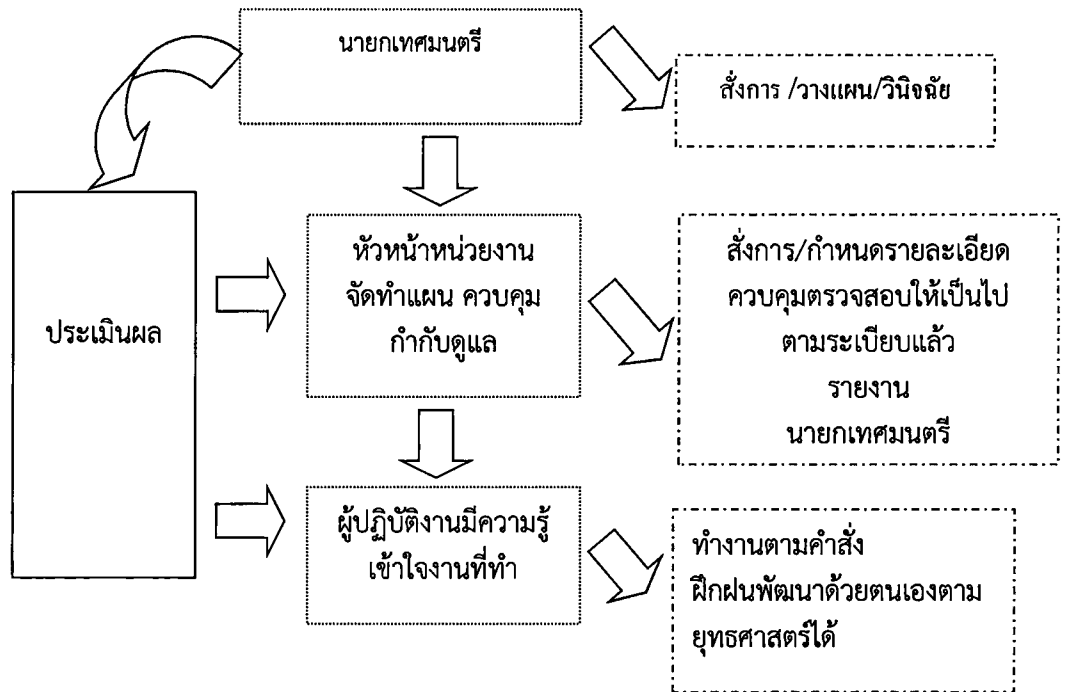 นายกเทศมนตรี
สั่งการ /วางแผน/วินิจฉัย
ประเมินผล
หัวหน้าหน่วยงาน
จัดทำแผน ควบคุม
กำกับดูแล
สั่งการ/กำหนดรายละเอียด
ควบคุมตรวจสอบให้เป็นไป
ตามระเบียบแล้ว
รายงาน
นายกเทศมนตรี
ผู้ปฏิบัติงานมีความรู้
เข้าใจงานที่ทำ
ทำงานตามคำสั่ง
ฝึกฝนพัฒนาด้วยตนเองตาม
ยุทธศาสตร์ได้